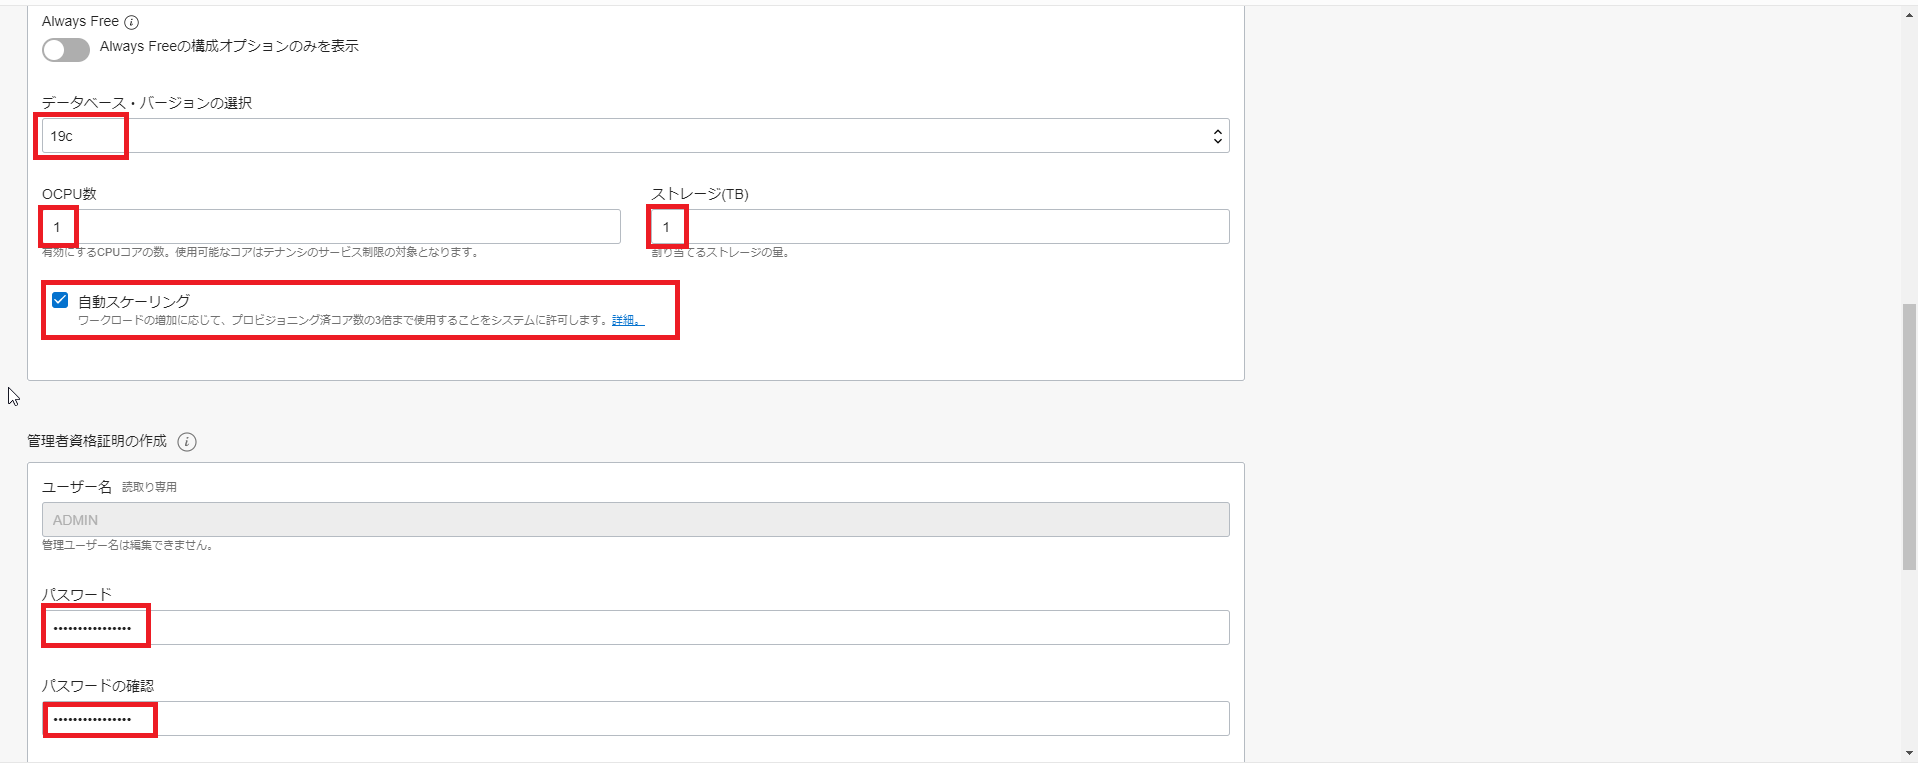 Always Free
Always Freeの構成オプションのみを表示
データベース・バージョンの選択
19c
OCPU数
ストレージ(TB)
1
1
有効にするCPUコアの数。使用可能なコアはテナンシのサービス制限の対象となります。
割り当てるストレージの量。
自動スケーリング
ワークロードの増加に応じて、プロビジョニング済コア数の3倍まで使用することをシステムに許可します。詳細。
管理者資格証明の作成
ユーザー名 読取り専用
ADMIN
管理ユーザー名は編集できません。
パスワード
••••••••••••••••
パスワードの確認
••••••••••••••••